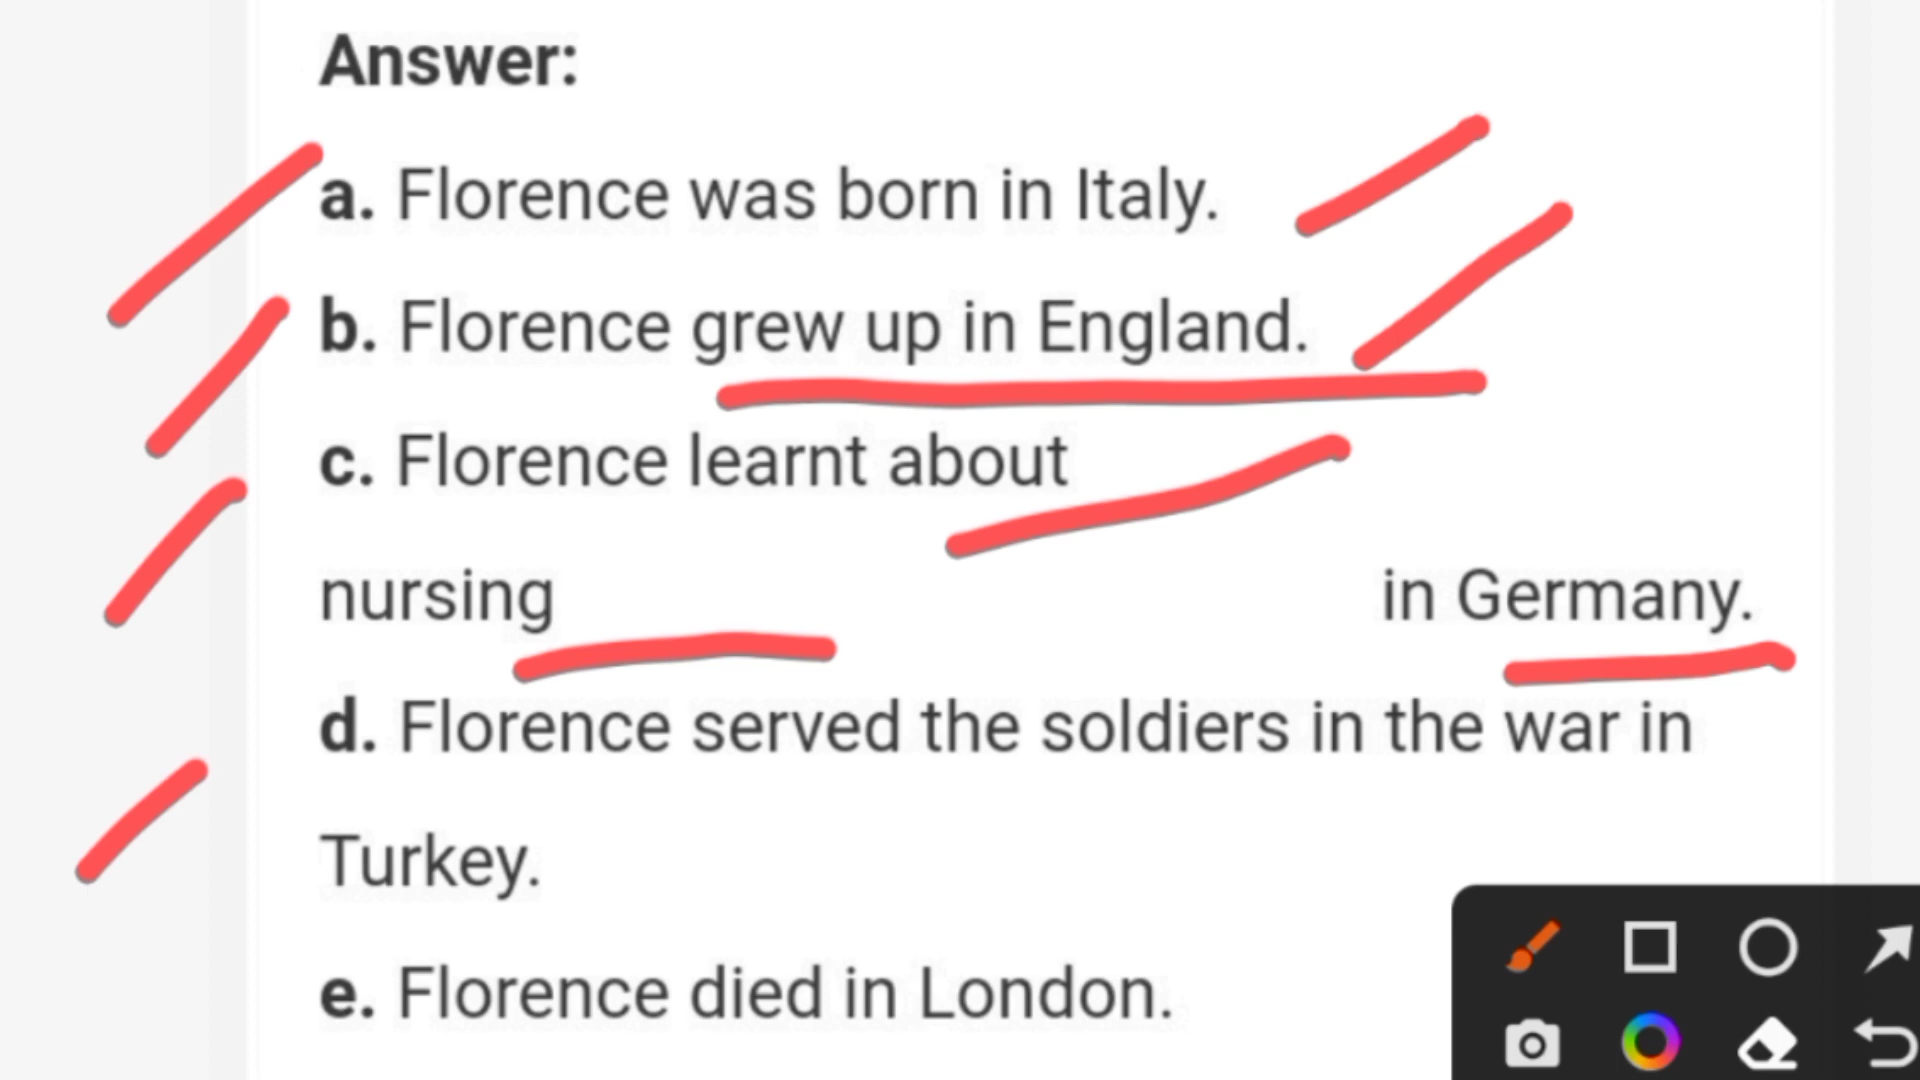 Answer:
a. Florence was born in Italy.
b. Florence grew up in England.
c. Florence learnt about
nursing in Germany.
d. Florence served the soldiers in the war in
Turkey.
e. Florence died in London.